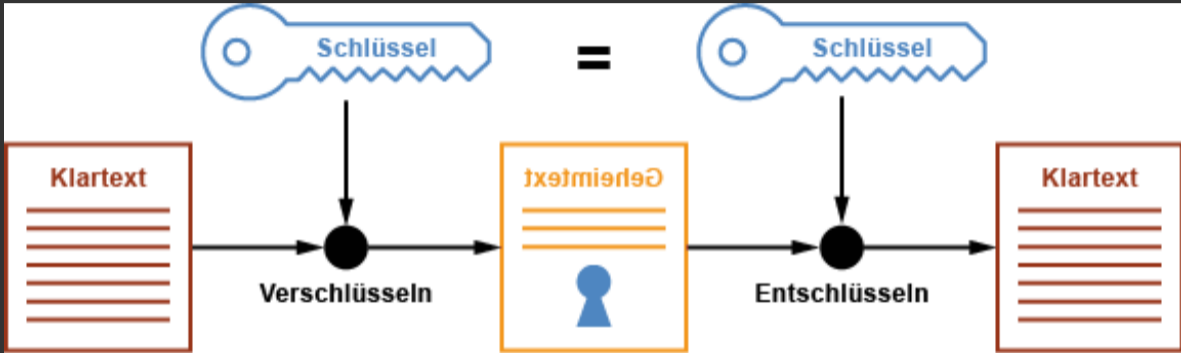 Schlüssel = Schlüssel
Klartext
Geheimtext
Klartext
Verschlüsseln
Entschlüsseln